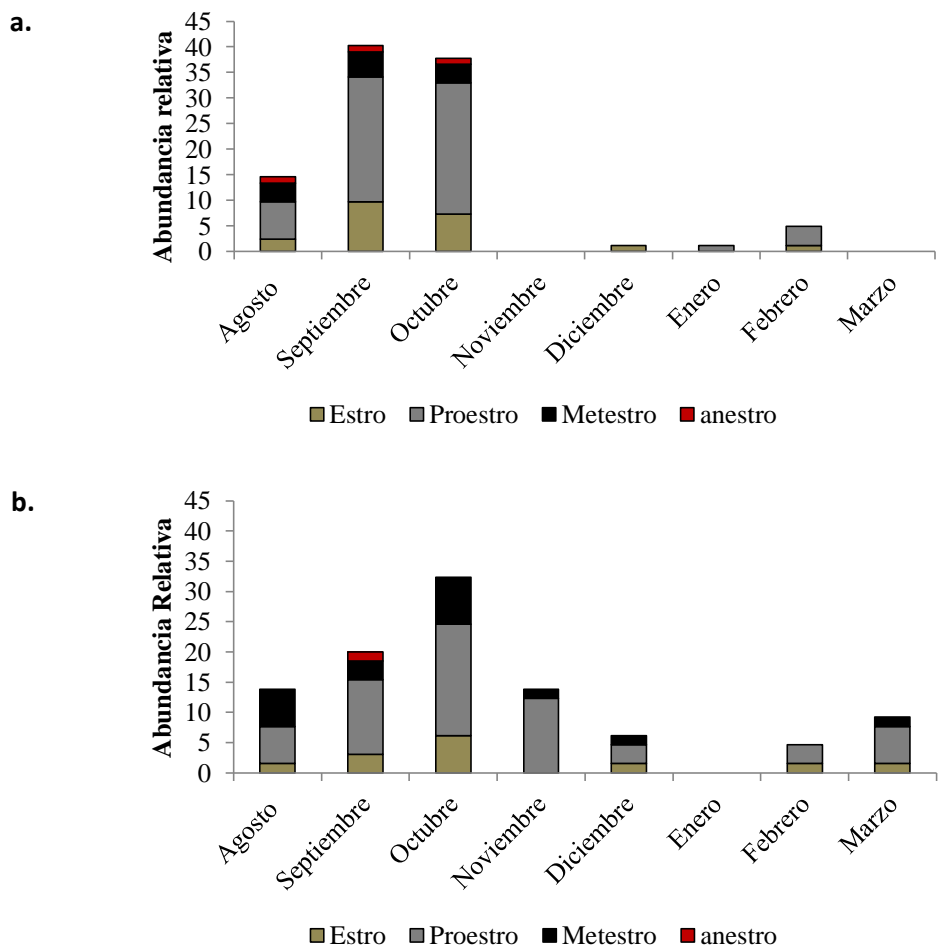 a.
Abundancia relativa
45
40
35
30
25
20
15
10
5
0
Agosto
Septiembre
Octubre
Noviembre
Diciembre
Enero
Febrero
Marzo
Estro Proestro Metestro anestro
b.
Abundancia Relativa
45
40
35
30
25
20
15
10
5
0
Agosto
Septiembre
Octubre
Noviembre
Diciembre
Enero
Febrero
Marzo
Estro Proestro Metestro anestro